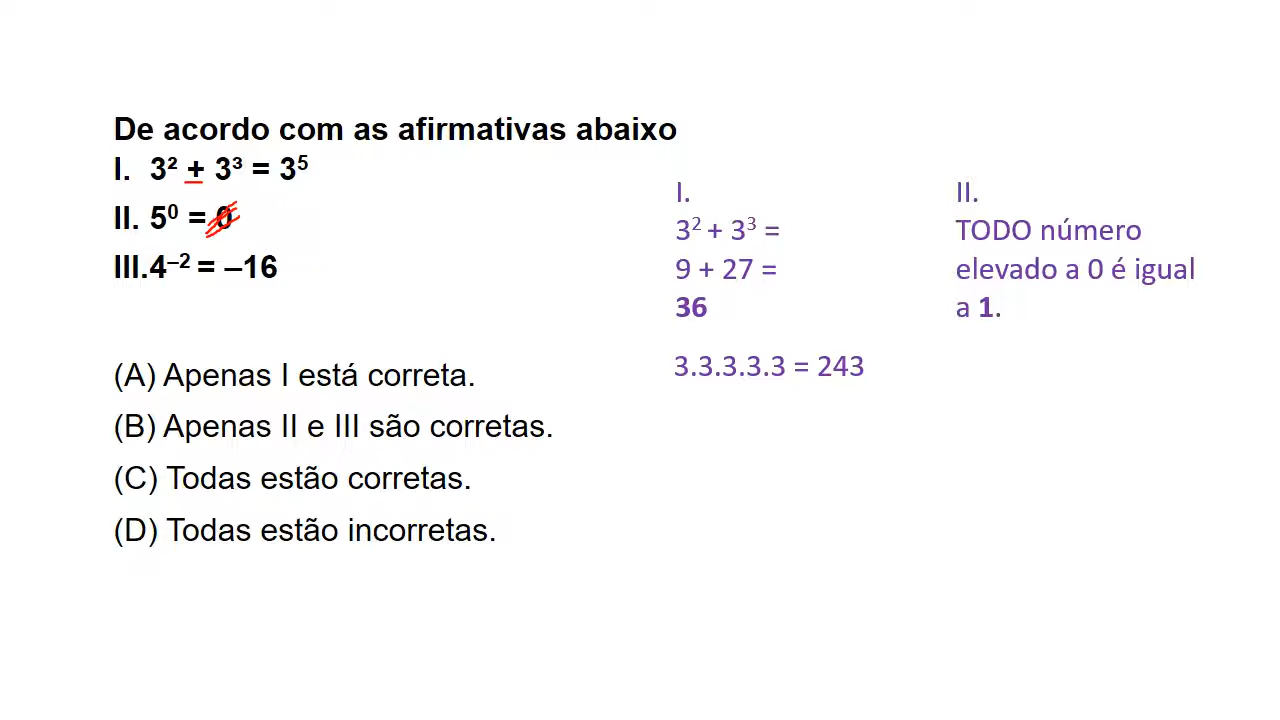 De acordo com as afirmativas abaixo
I. 3² + 3³ = 3⁵
II. 5⁰ = 0
III.4⁻² = –16
(A) Apenas I está correta.
(B) Apenas II e III são corretas.
(C) Todas estão corretas.
(D) Todas estão incorretas.
I.
3² + 3³ =
9 + 27 =
36
3.3.3.3.3 = 243
II.
TODO número
elevado a 0 é igual
a 1.